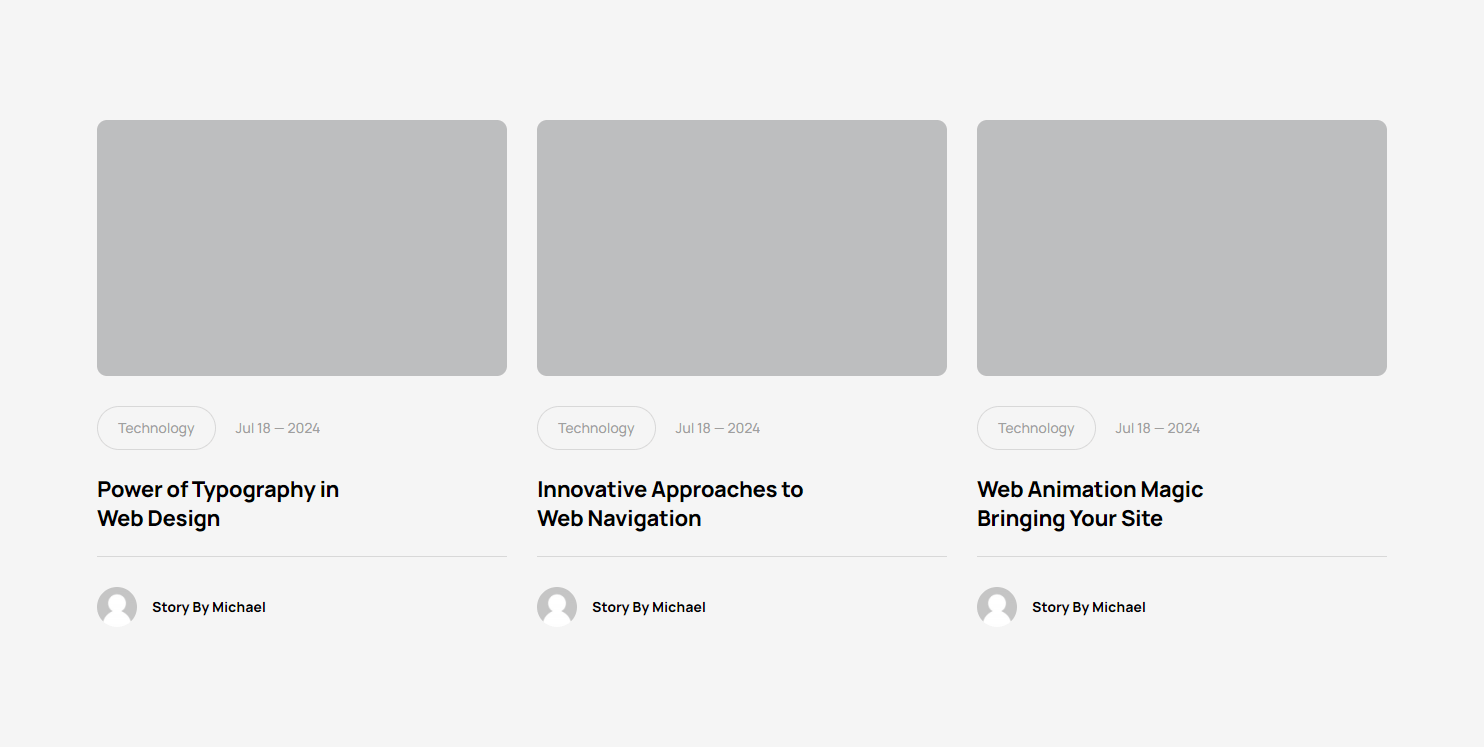 Technology Jul 18 — 2024
Power of Typography in
Web Design
Story By Michael
Technology Jul 18 — 2024
Innovative Approaches to
Web Navigation
Story By Michael
Technology Jul 18 — 2024
Web Animation Magic
Bringing Your Site
Story By Michael